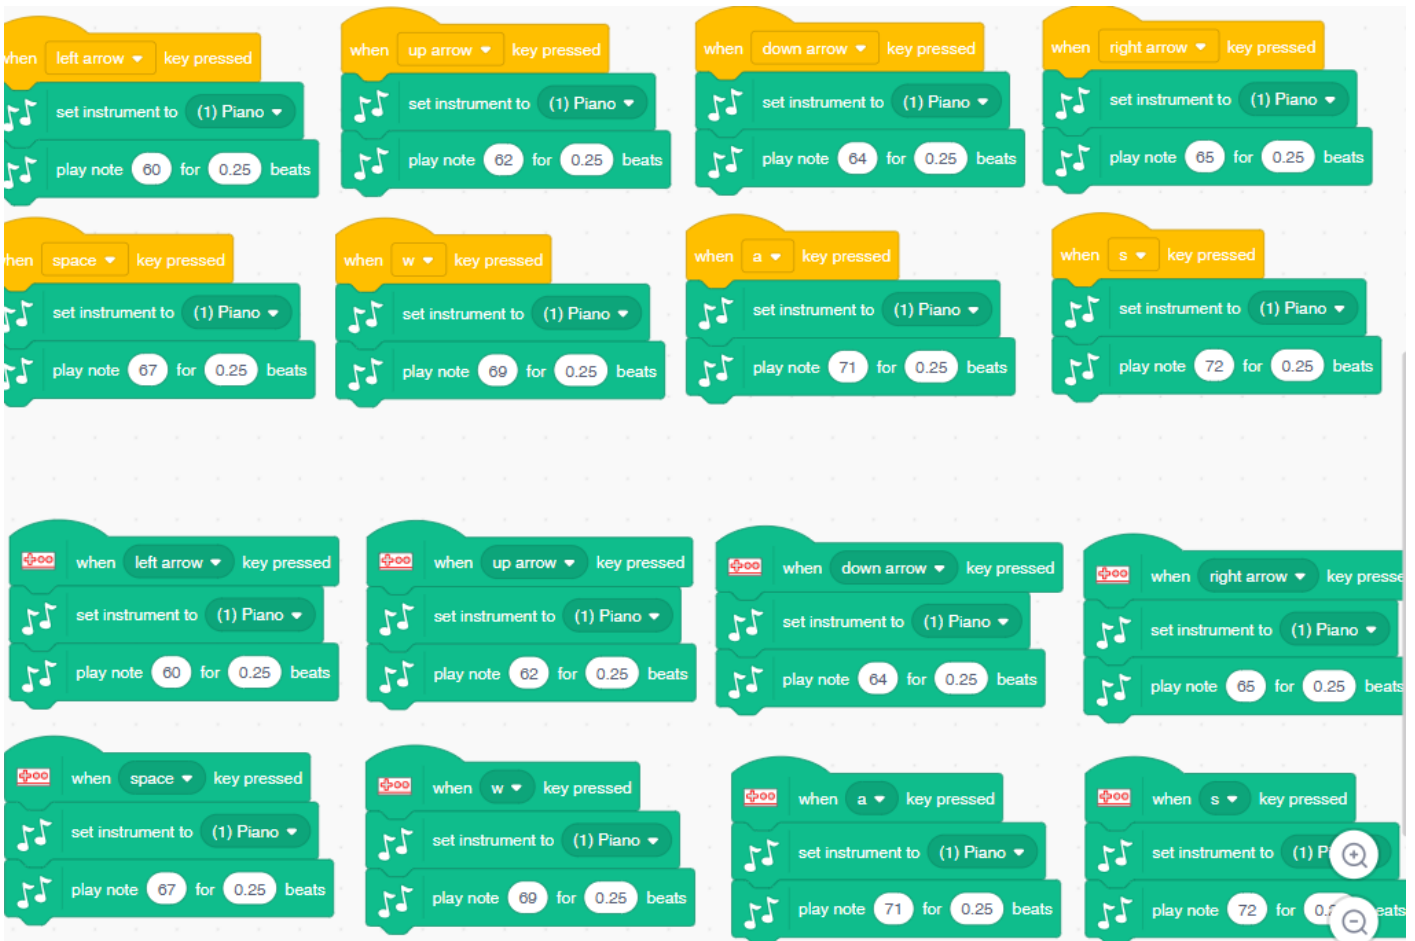 when left arrow key pressed
set instrument to (1) Piano
play note 60 for 0.25 beats
when up arrow key pressed
set instrument to (1) Piano
play note 62 for 0.25 beats
when down arrow key pressed
set instrument to (1) Piano
play note 64 for 0.25 beats
when right arrow key pressed
set instrument to (1) Piano
play note 65 for 0.25 beats
when space key pressed
set instrument to (1) Piano
play note 67 for 0.25 beats
when w key pressed
set instrument to (1) Piano
play note 69 for 0.25 beats
when a key pressed
set instrument to (1) Piano
play note 71 for 0.25 beats
when s key pressed
set instrument to (1) Piano
play note 72 for 0.25 beats
when left arrow key pressed
set instrument to (1) Piano
play note 60 for 0.25 beats
when up arrow key pressed
set instrument to (1) Piano
play note 62 for 0.25 beats
when down arrow key pressed
set instrument to (1) Piano
play note 64 for 0.25 beats
when right arrow key presse
set instrument to (1) Piano
play note 65 for 0.25 beats
when space key pressed
set instrument to (1) Piano
play note 67 for 0.25 beats
when w key pressed
set instrument to (1) Piano
play note 69 for 0.25 beats
when a key pressed
set instrument to (1) Piano
play note 71 for 0.25 beats
when s key pressed
set instrument to (1)
play note 72 for